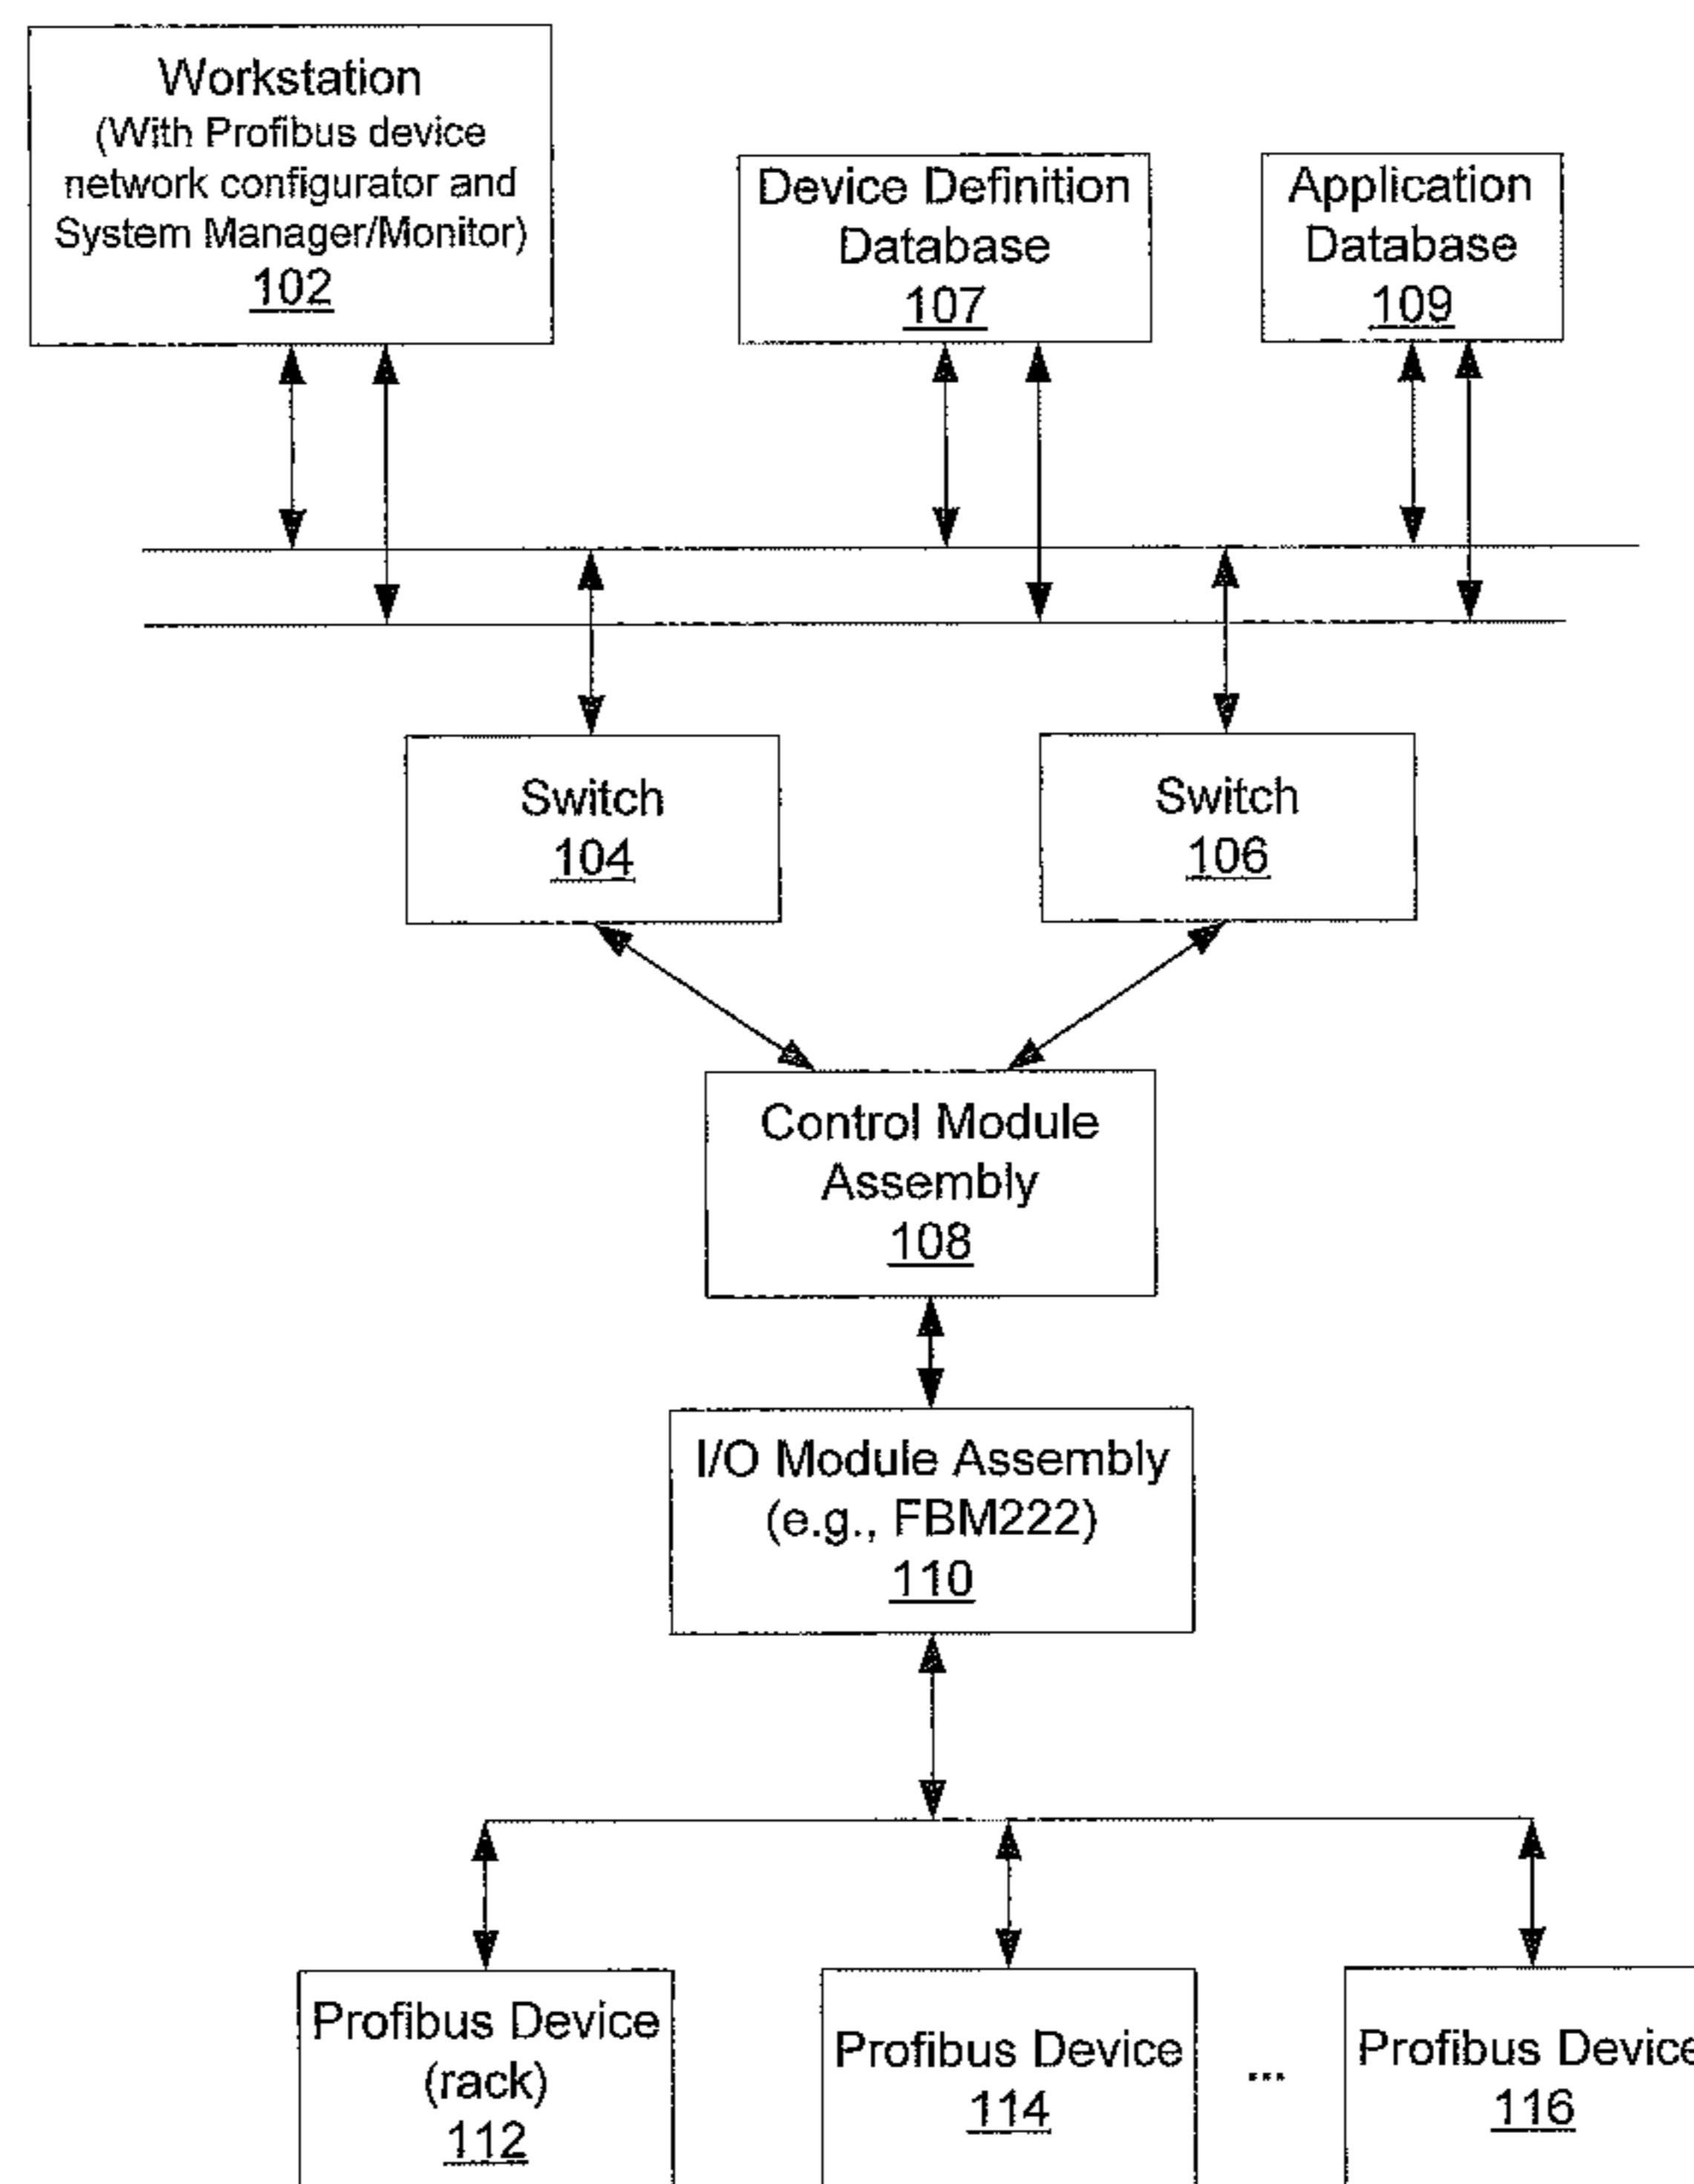 Workstation
(With Profibus device
network configurator and
System Manager/Monitor)
102
Device Definition
Database
107
Application
Database
109
Switch
104
Switch
106
Control Module
Assembly
108
I/O Module Assembly
(e.g., FBM222)
110
Profibus Device
(rack)
112
Profibus Device
114
...
Profibus Device
116